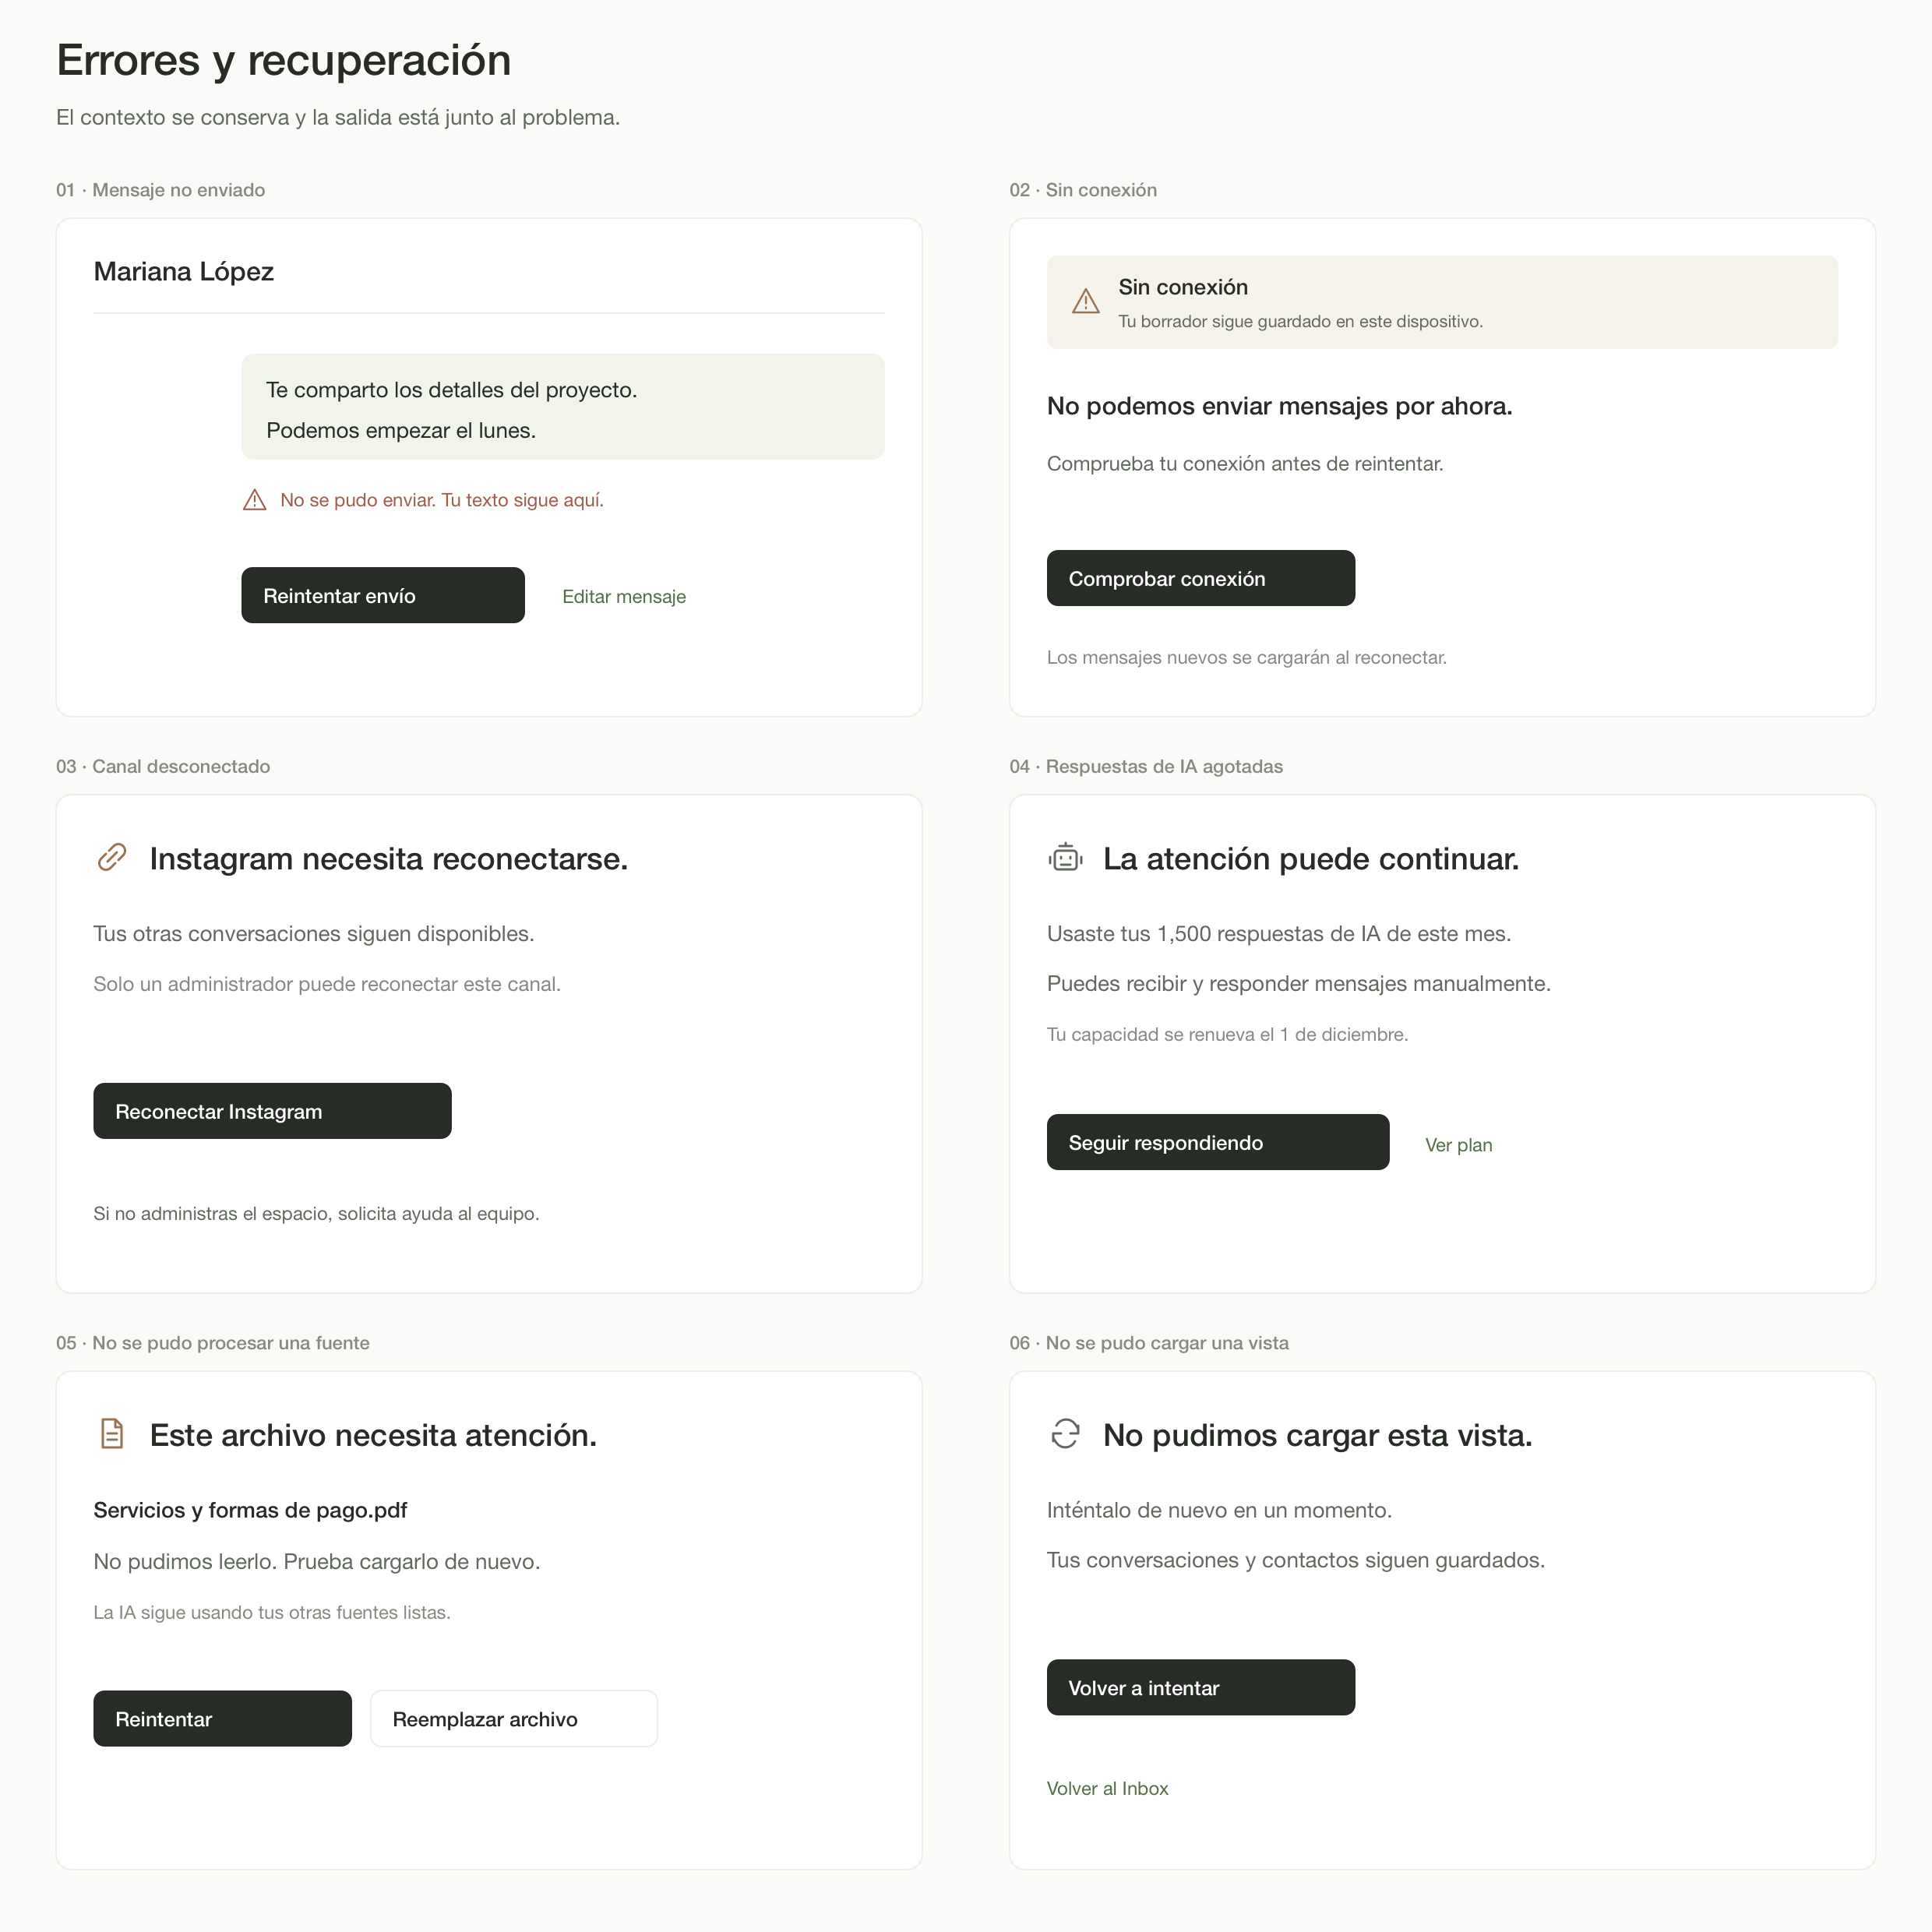 Errores y recuperación
El contexto se conserva y la salida está junto al problema.
01 · Mensaje no enviado
Mariana López
Te comparto los detalles del proyecto.
Podemos empezar el lunes.
No se pudo enviar. Tu texto sigue aquí.
Reintentar envío
Editar mensaje
02 · Sin conexión
Sin conexión
Tu borrador sigue guardado en este dispositivo.
No podemos enviar mensajes por ahora.
Comprueba tu conexión antes de reintentar.
Comprobar conexión
Los mensajes nuevos se cargarán al reconectar.
03 · Canal desconectado
Instagram necesita reconectarse.
Tus otras conversaciones siguen disponibles.
Solo un administrador puede reconectar este canal.
Reconectar Instagram
Si no administras el espacio, solicita ayuda al equipo.
04 · Respuestas de IA agotadas
La atención puede continuar.
Usaste tus 1,500 respuestas de IA de este mes.
Puedes recibir y responder mensajes manualmente.
Tu capacidad se renueva el 1 de diciembre.
Seguir respondiendo
Ver plan
05 · No se pudo procesar una fuente
Este archivo necesita atención.
Servicios y formas de pago.pdf
No pudimos leerlo. Prueba cargarlo de nuevo.
La IA sigue usando tus otras fuentes listas.
Reintentar
Reemplazar archivo
06 · No se pudo cargar una vista
No pudimos cargar esta vista.
Inténtalo de nuevo en un momento.
Tus conversaciones y contactos siguen guardados.
Volver a intentar
Volver al Inbox